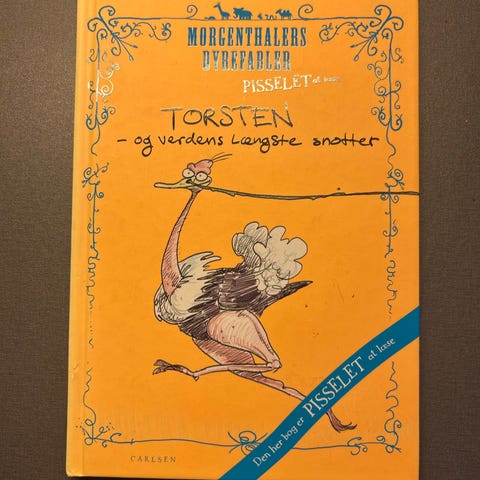 MORGENTHALERS
DYREFABLER
PISSELET at læse
TORSTEN
- og verdens Længste snotter
Den her bog er PISSELET at læse
CARLSEN